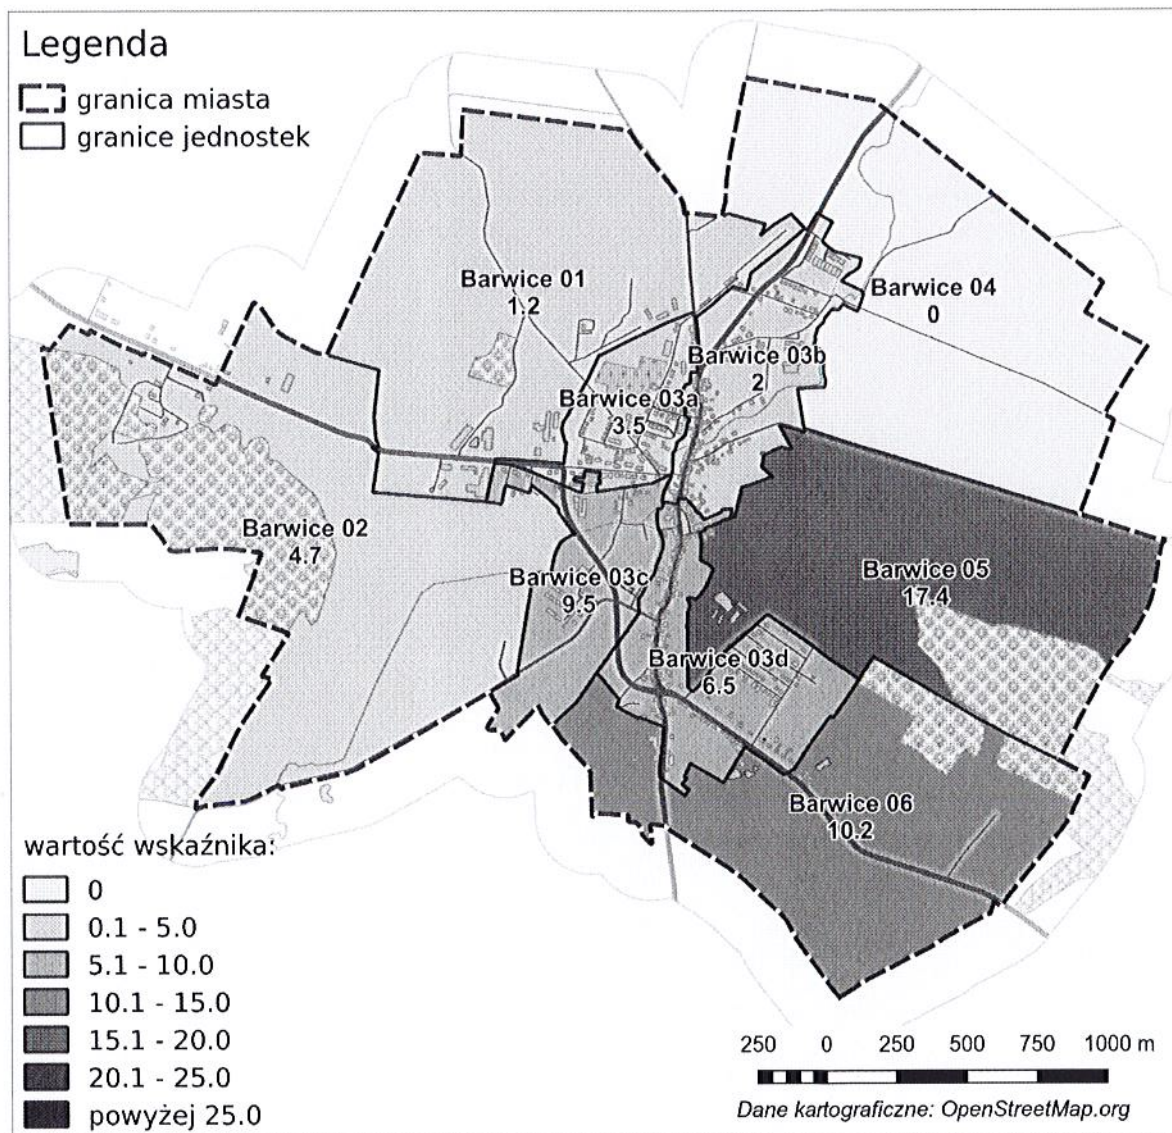 Legenda
granica miasta
granice jednostek
Barwice 01
1.2
Barwice 04
0
Barwice 03b
2
Barwice 03a
3.5
Barwice 02
4.7
Barwice 03c
9.5
Barwice 05
17.4
Barwice 03d
6.5
Barwice 06
10.2
wartość wskaźnika:
0
0.1 - 5.0
5.1 - 10.0
10.1 - 15.0
15.1 - 20.0
20.1 - 25.0
powyżej 25.0
250 0 250 500 750 1000 m
Dane kartograficzne: OpenStreetMap.org